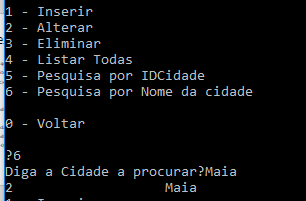 1 - Inserir
2 - Alterar
3 - Eliminar
4 - Listar Todas
5 - Pesquisa por IDCidade
6 - Pesquisa por Nome da cidade
0 - Voltar
?6
Diga a Cidade a procurar?Maia
2 Maia